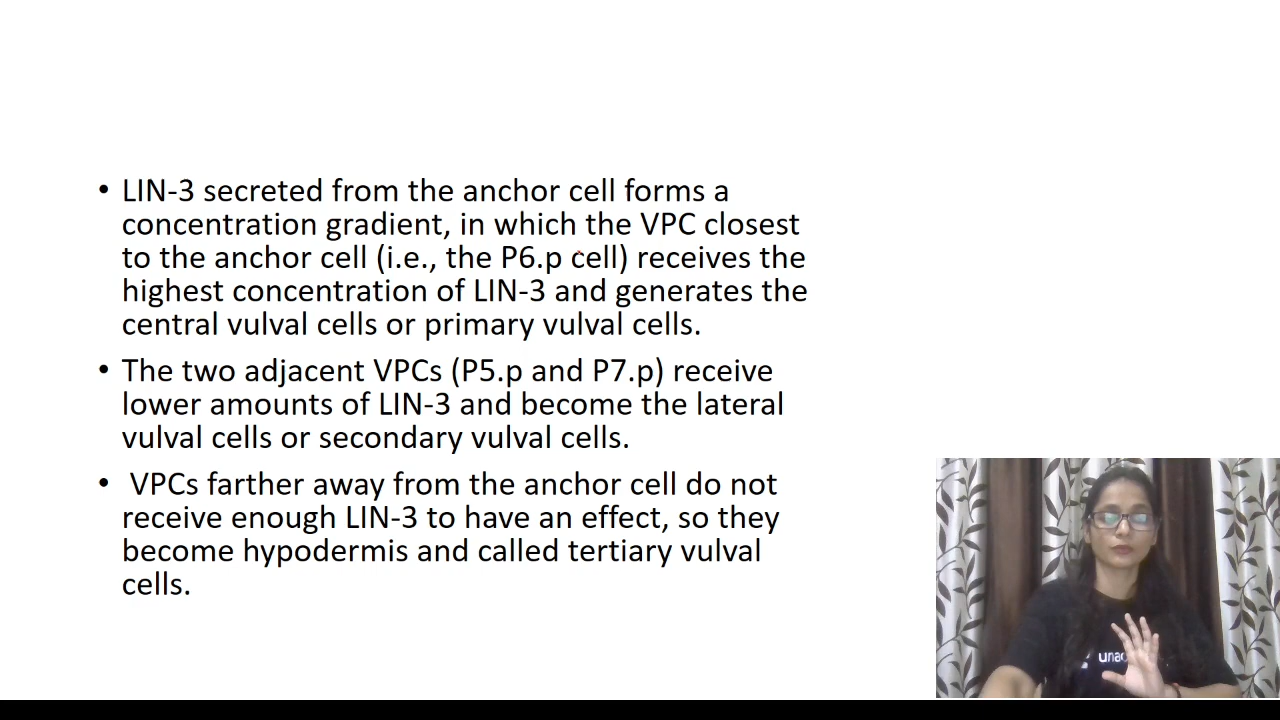 • LIN-3 secreted from the anchor cell forms a
concentration gradient, in which the VPC closest
to the anchor cell (i.e., the P6.p cell) receives the
highest concentration of LIN-3 and generates the
central vulval cells or primary vulval cells.
• The two adjacent VPCs (P5.p and P7.p) receive
lower amounts of LIN-3 and become the lateral
vulval cells or secondary vulval cells.
• VPCs farther away from the anchor cell do not
receive enough LIN-3 to have an effect, so they
become hypodermis and called tertiary vulval
cells.